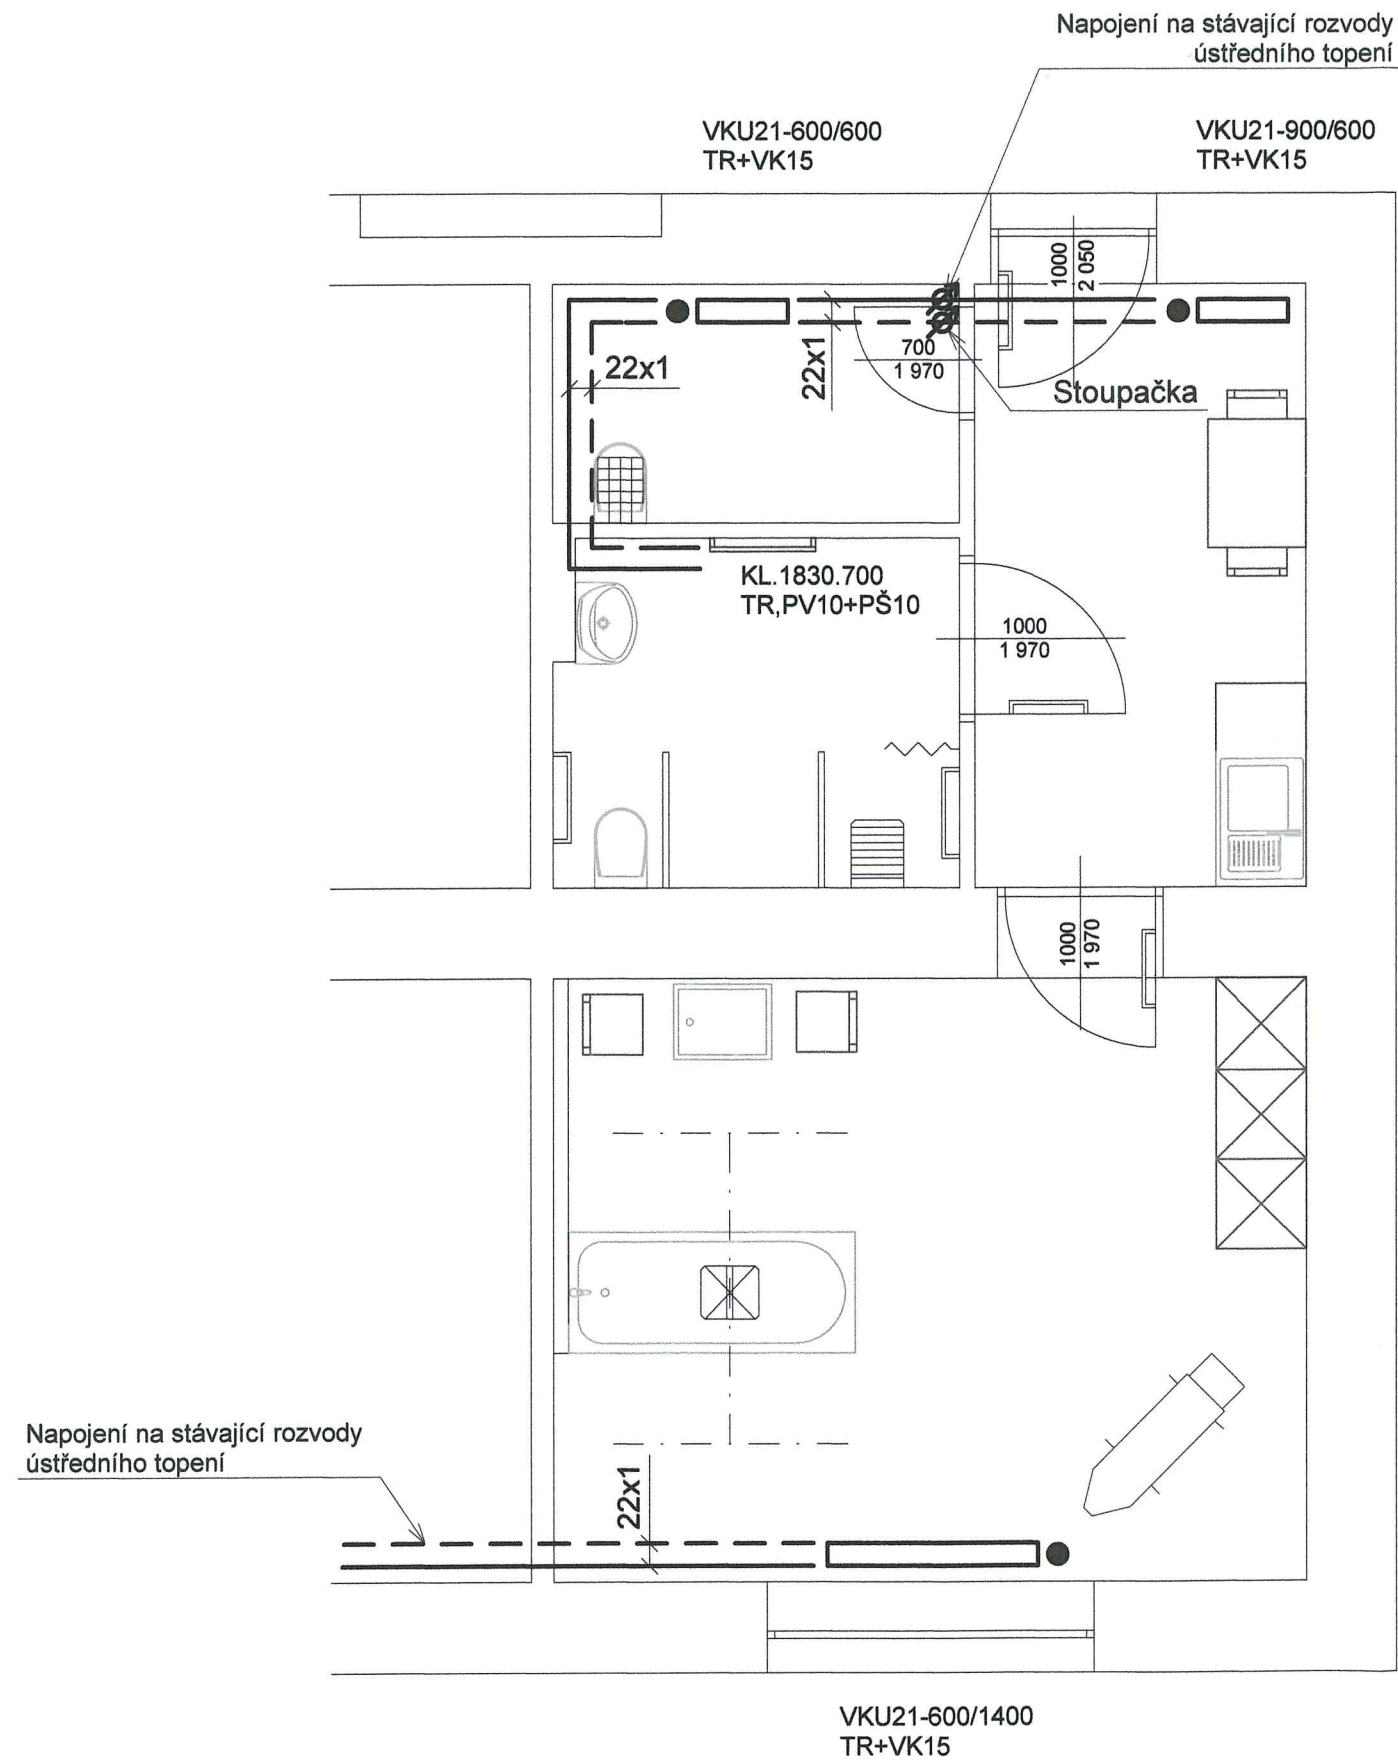 Napojení na stávající rozvody
ústředního topení
VKU21-600/600
TR+VK15
VKU21-900/600
TR+VK15
1000
2 050
22x1
22x1
700
1 970
Stoupačka
KL.1830.700
TR,PV10+PŠ10
1000
1 970
1000
1 970
Napojení na stávající rozvody
ústředního topení
22x1
VKU21-600/1400
TR+VK15